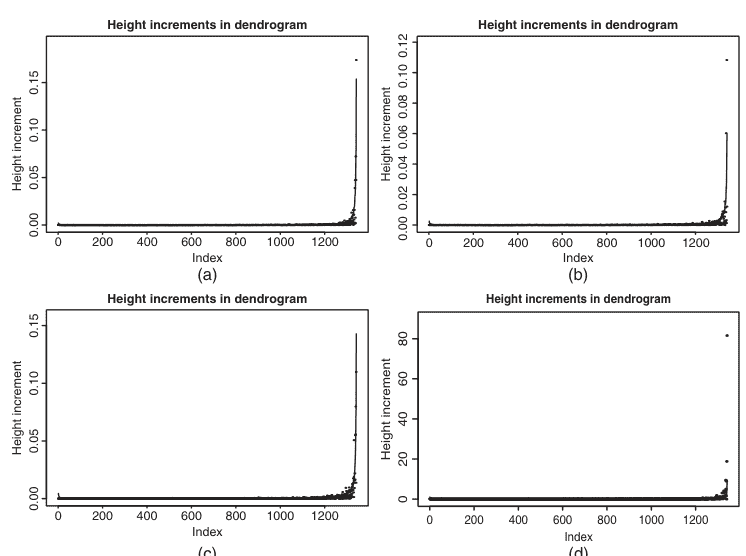 Height increments in dendrogram
Height increment
0.15
0.10
0.05
0.00
0 200 400 600 800 1000 1200
Index
(a)
Height increments in dendrogram
Height increment
0.12
0.10
0.08
0.06
0.04
0.02
0.00
0 200 400 600 800 1000 1200
Index
(b)
Height increments in dendrogram
Height increment
0.15
0.10
0.05
0.00
0 200 400 600 800 1000 1200
Index
(c)
Height increments in dendrogram
Height increment
80
60
40
20
0
0 200 400 600 800 1000 1200
Index
(d)